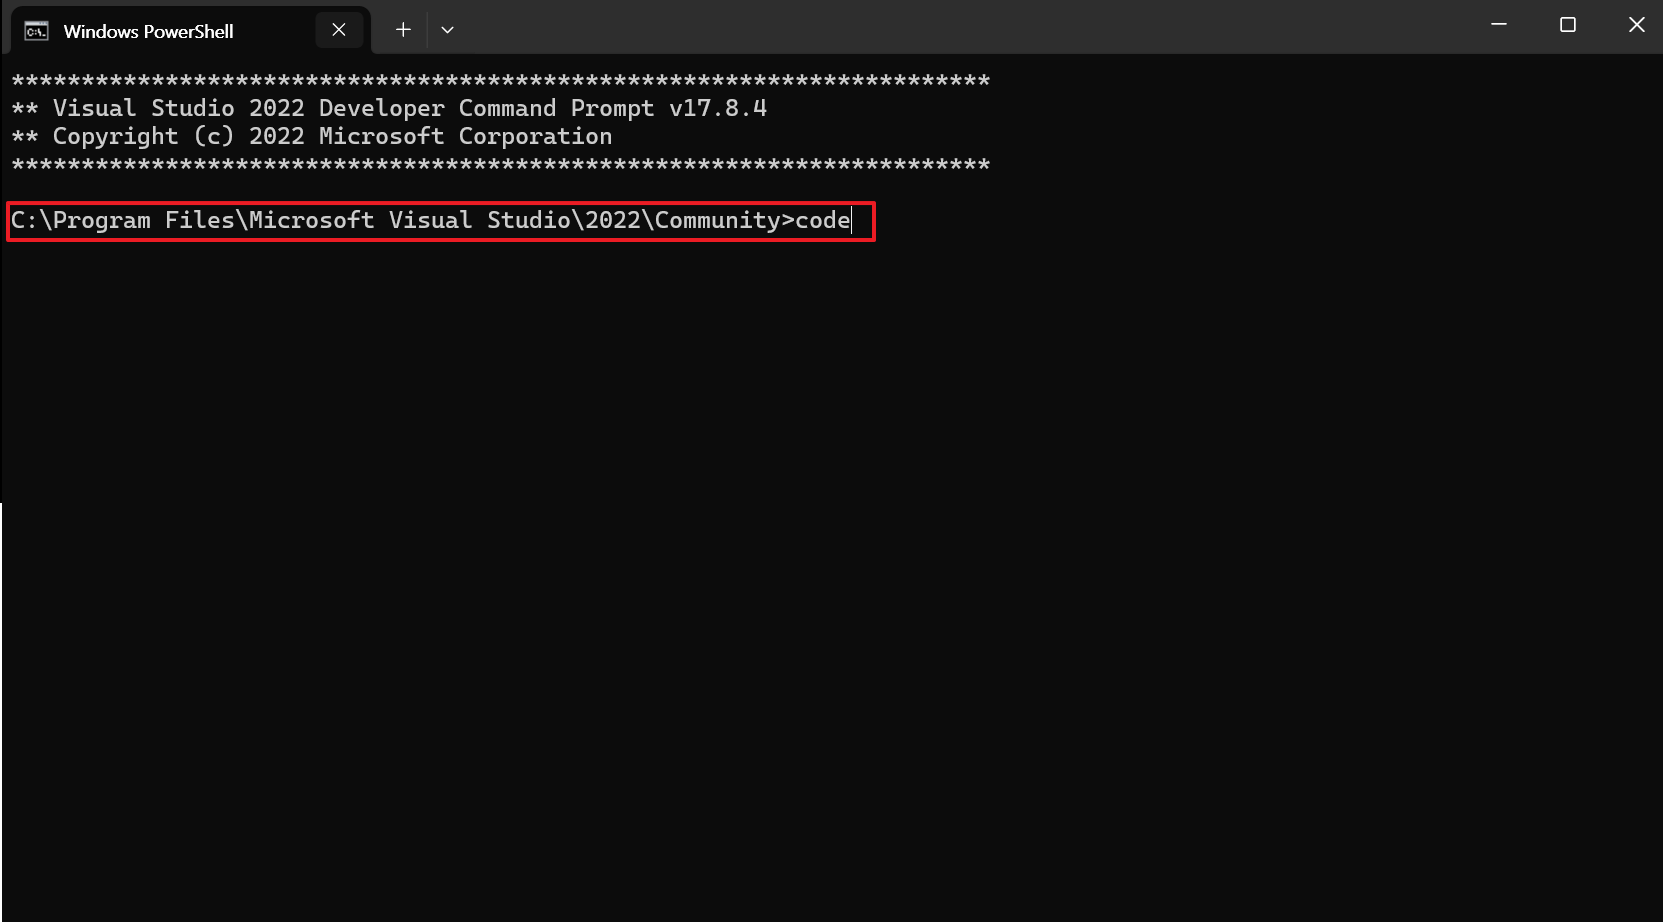 Windows PowerShell
**********************************************************************
** Visual Studio 2022 Developer Command Prompt v17.8.4
** Copyright (c) 2022 Microsoft Corporation
**********************************************************************
C:\Program Files\Microsoft Visual Studio\2022\Community>code